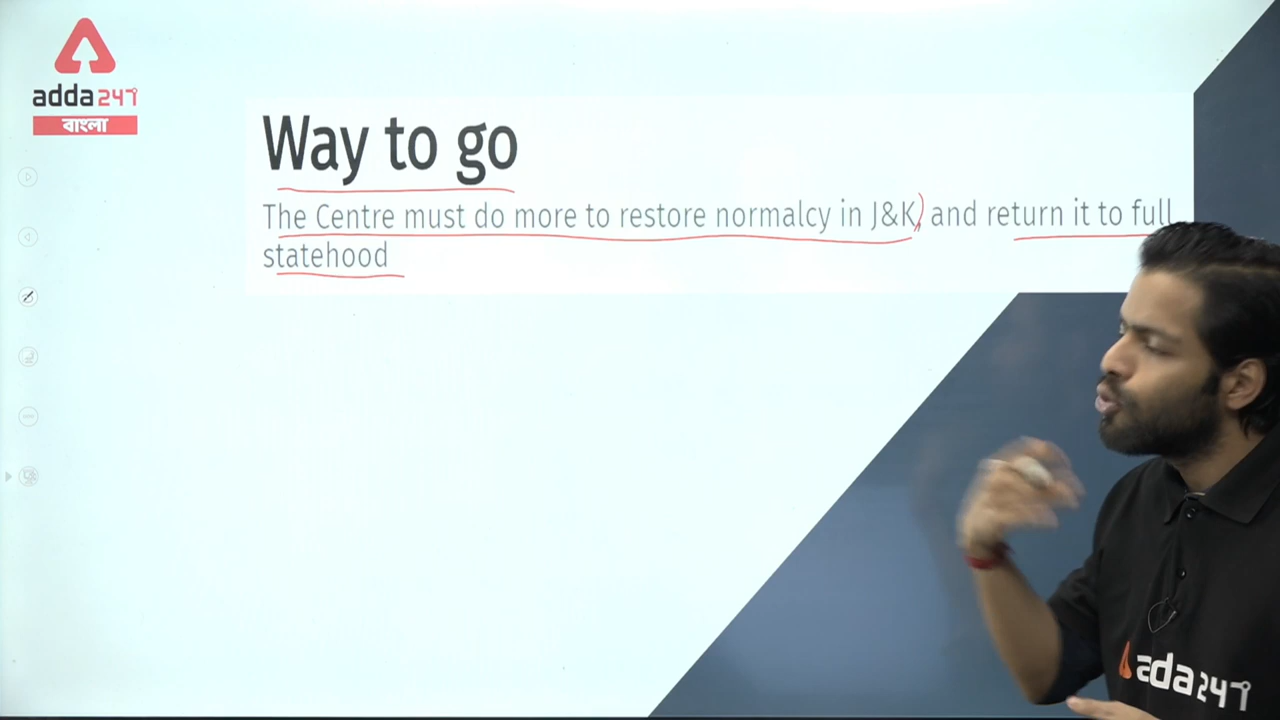 adda247
বাংলা
Way to go
The Centre must do more to restore normalcy in J&K, and return it to full
statehood
adda247